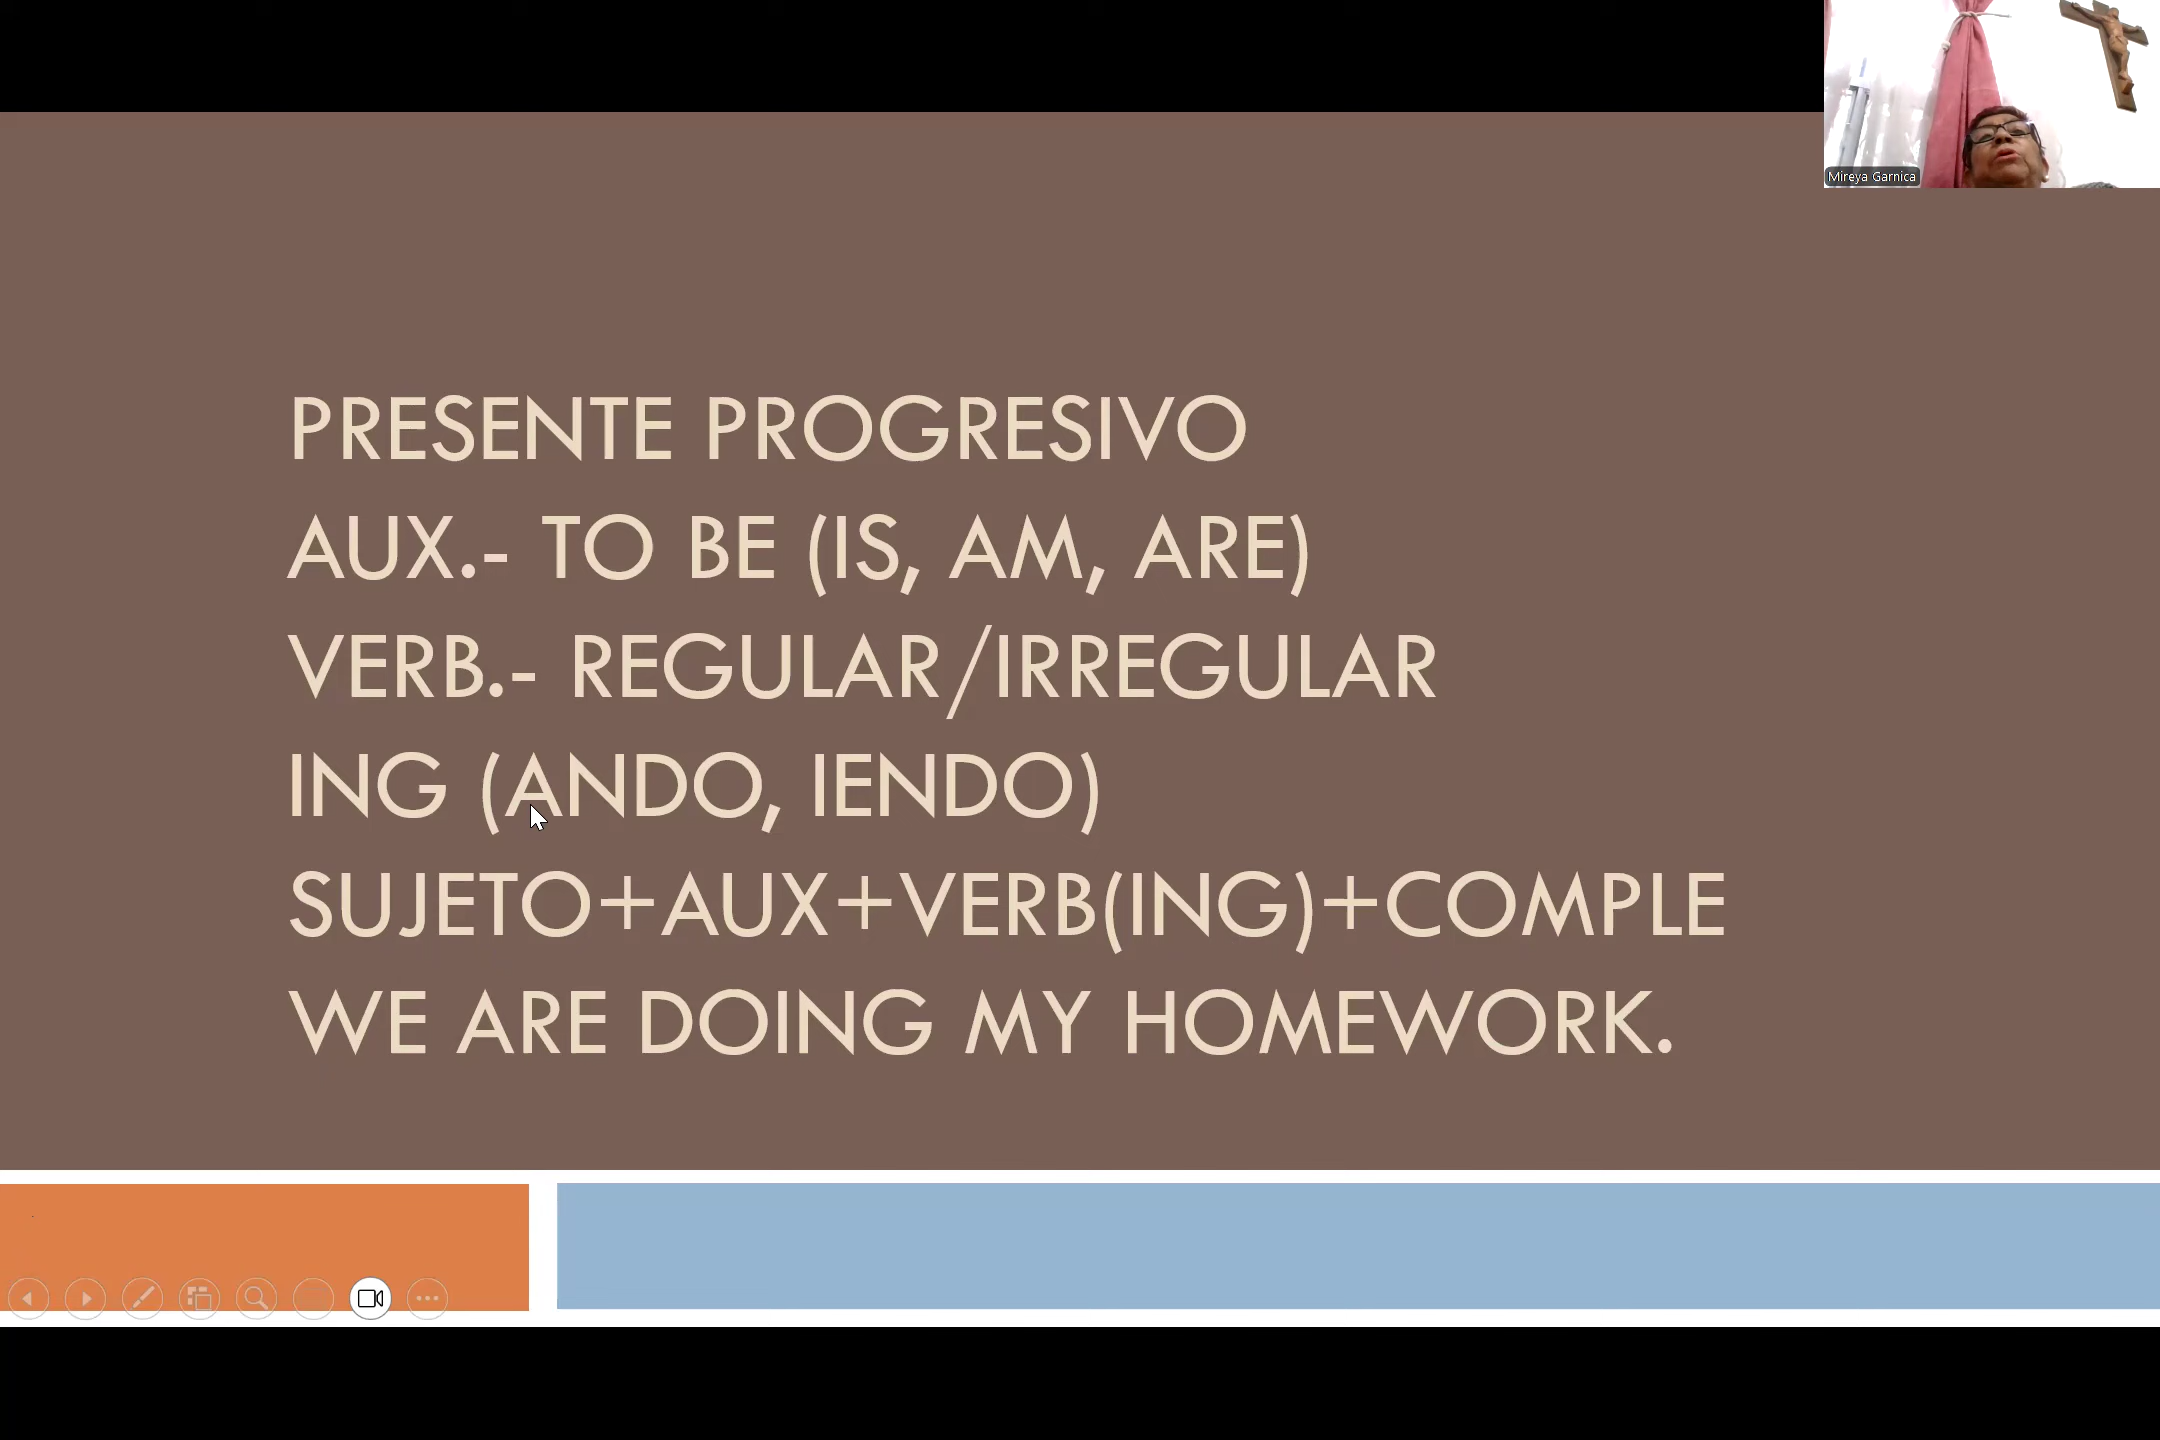 Mireya Garnica
PRESENTE PROGRESIVO
AUX.- TO BE (IS, AM, ARE)
VERB.- REGULAR/IRREGULAR
ING (ANDO, IENDO)
SUJETO+AUX+VERB(ING)+COMPLE
WE ARE DOING MY HOMEWORK.